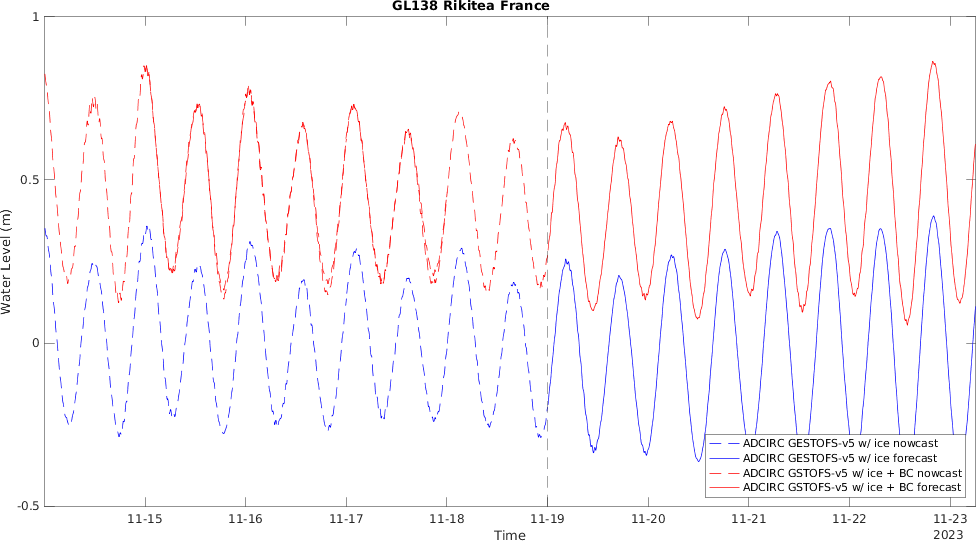 GL138 Rikitea France
1
0.5
0
-0.5
Water Level (m)
ADCIRC GESTOFS-v5 w/ ice nowcast
ADCIRC GESTOFS-v5 w/ ice forecast
ADCIRC GSTOFS-v5 w/ ice + BC nowcast
ADCIRC GSTOFS-v5 w/ ice + BC forecast
11-15 11-16 11-17 11-18 11-19 11-20 11-21 11-22 11-23
2023
Time